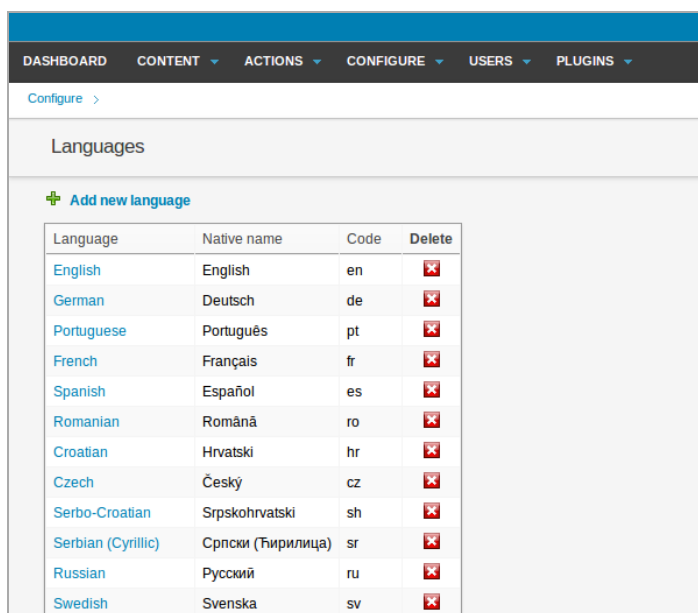 DASHBOARD CONTENT ACTIONS CONFIGURE USERS PLUGINS
Configure >
Languages
Add new language
Language Native name Code Delete
English English en
German Deutsch de
Portuguese Português pt
French Français fr
Spanish Español es
Romanian Română ro
Croatian Hrvatski hr
Czech Český cz
Serbo-Croatian Srpskohrvatski sh
Serbian (Cyrillic) Српски (Ћирилица) sr
Russian Русский ru
Swedish Svenska sv